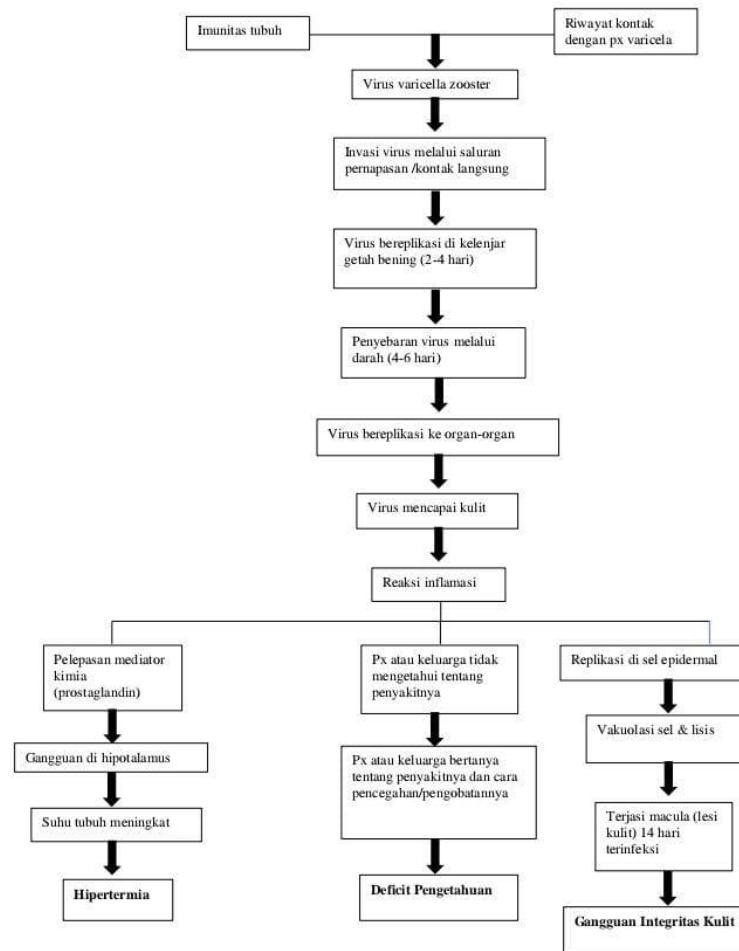 Imunitas tubuh
Riwayat kontak
dengan px varicela
Virus varicella zooster
Invasi virus melalui saluran
pernapasan /kontak langsung
Virus bereplikasi di kelenjar
getah bening (2-4 hari)
Penyebaran virus melalui
darah (4-6 hari)
Virus bereplikasi ke organ-organ
Virus mencapai kulit
Reaksi inflamasi
Pelepasan mediator
kimia
(prostaglandin)
Gangguan di hipotalamus
Suhu tubuh meningkat
Hipertermia
Px atau keluarga tidak
mengetahui tentang
penyakitnya
Px atau keluarga bertanya
tentang penyakitnya dan cara
pencegahan/pengobatannya
Deficit Pengetahuan
Replikasi di sel epidermal
Vakuolasi sel & lisis
Terjasi macula (lesi
kulit) 14 hari
terinfeksi
Gangguan Integritas Kulit